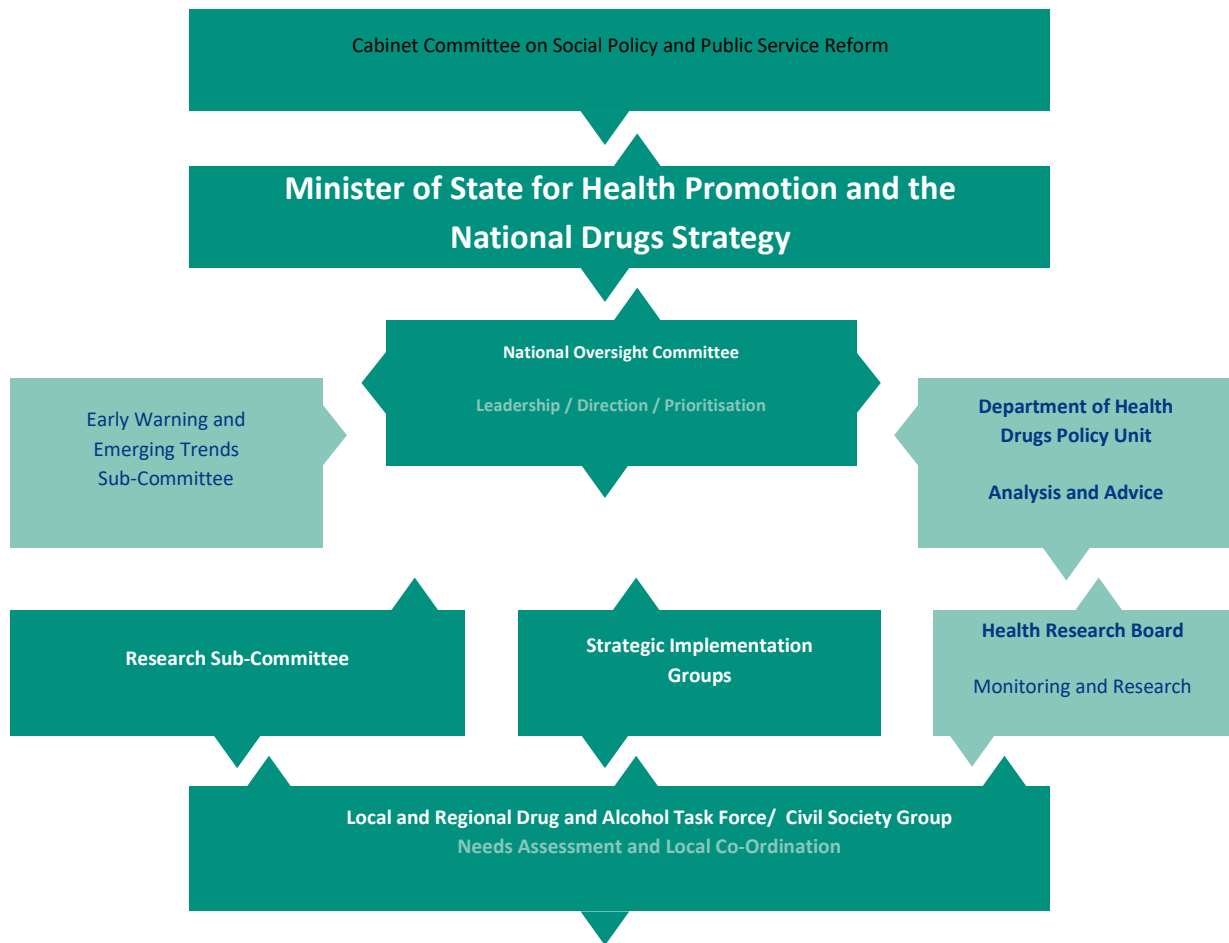 Cabinet Committee on Social Policy and Public Service Reform
Minister of State for Health Promotion and the
National Drugs Strategy
National Oversight Committee
Leadership / Direction / Prioritisation
Early Warning and
Emerging Trends
Sub-Committee
Department of Health
Drugs Policy Unit
Analysis and Advice
Research Sub-Committee
Strategic Implementation
Groups
Health Research Board
Monitoring and Research
Local and Regional Drug and Alcohol Task Force/ Civil Society Group
Needs Assessment and Local Co-Ordination